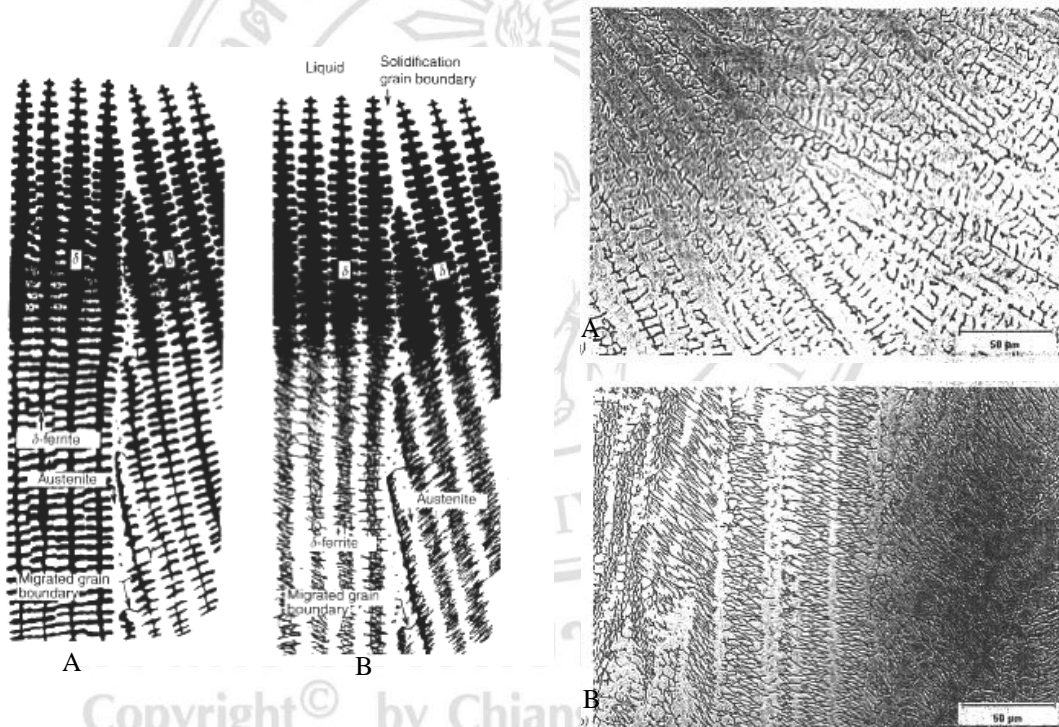 Liquid
Solidification
grain boundary
δ
δ
δ
δ
δ-ferrite
Austenite
Migrated grain
boundary
A
Austenite
δ-ferrite
Migrated grain
boundary
B
A
50 µm
B
50 µm
Copyright© by Chian